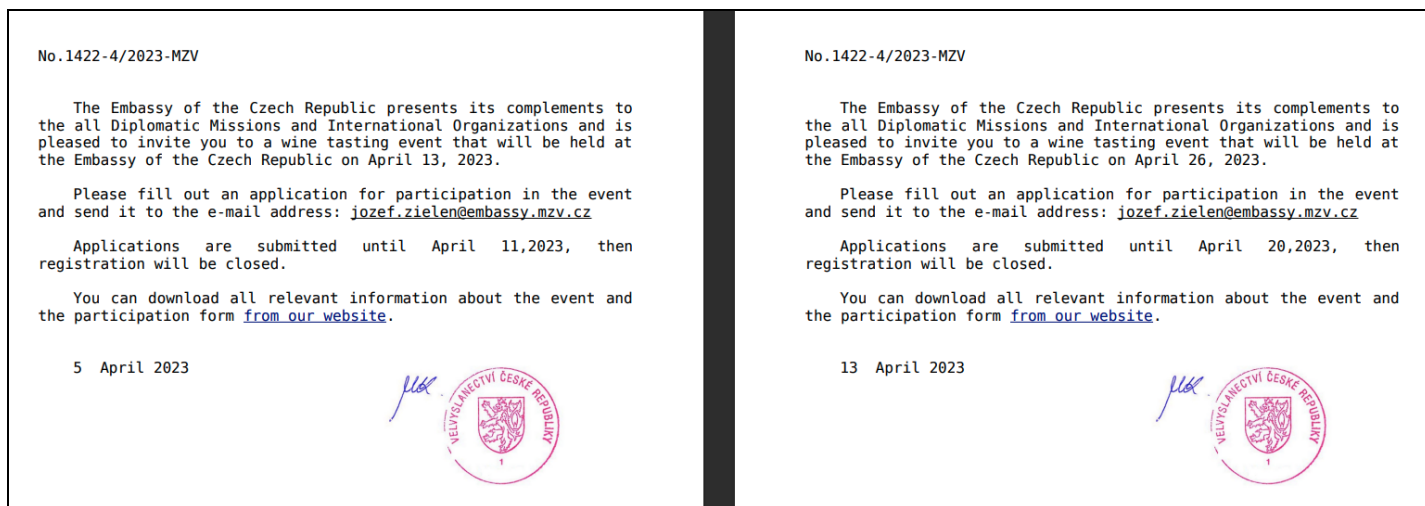 No.1422-4/2023-MZV
The Embassy of the Czech Republic presents its complements to
the all Diplomatic Missions and International Organizations and is
pleased to invite you to a wine tasting event that will be held at
the Embassy of the Czech Republic on April 13, 2023.
Please fill out an application for participation in the event
and send it to the e-mail address: jozef.zielen@embassy.mzv.cz
Applications are submitted until April 11,2023, then
registration will be closed.
You can download all relevant information about the event and
the participation form from our website.
5 April 2023
VELVYSLANECTVÍ ČESKÉ REPUBLIKY
1
No.1422-4/2023-MZV
The Embassy of the Czech Republic presents its complements to
the all Diplomatic Missions and International Organizations and is
pleased to invite you to a wine tasting event that will be held at
the Embassy of the Czech Republic on April 26, 2023.
Please fill out an application for participation in the event
and send it to the e-mail address: jozef.zielen@embassy.mzv.cz
Applications are submitted until April 20,2023, then
registration will be closed.
You can download all relevant information about the event and
the participation form from our website.
13 April 2023
VELVYSLANECTVÍ ČESKÉ REPUBLIKY
1